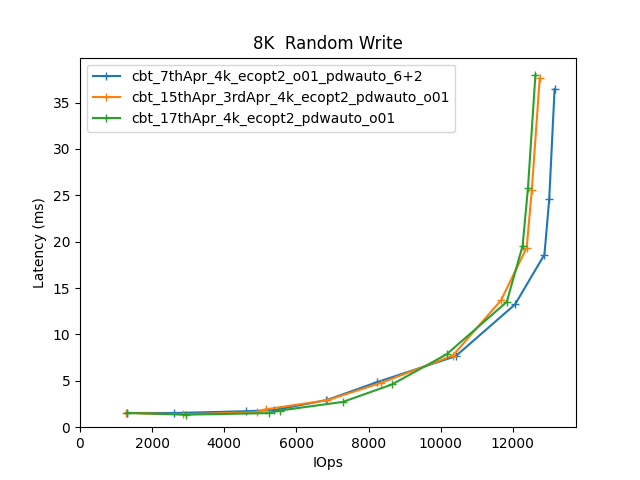 8K  Random Write
cbt_7thApr_4k_ecopt2_o01_pdwauto_6+2
cbt_15thApr_3rdApr_4k_ecopt2_pdwauto_o01
cbt_17thApr_4k_ecopt2_pdwauto_o01
Latency (ms)
35
30
25
20
15
10
5
0
0 2000 4000 6000 8000 10000 12000
IOps